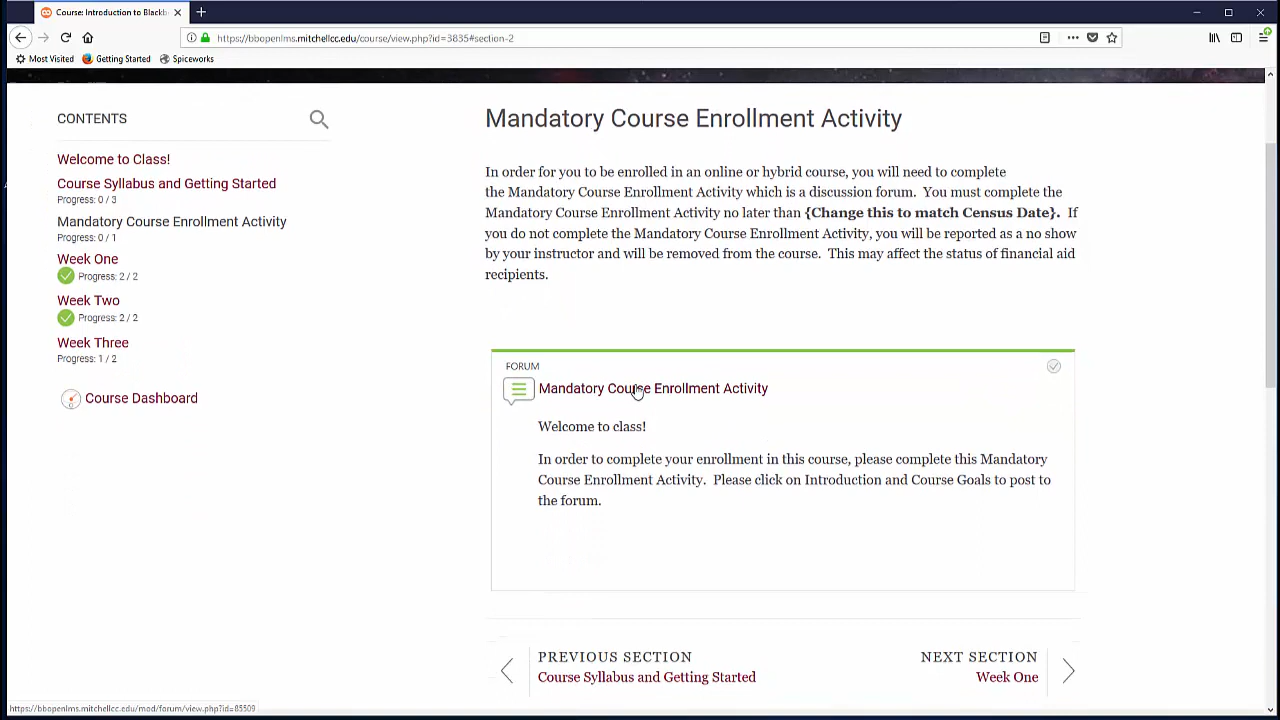 Course: Introduction to Blackb
https://bbopenlms.mitchellcc.edu/course/view.php?id=3835#section-2
Most Visited Getting Started Spiceworks
CONTENTS
Welcome to Class!
Course Syllabus and Getting Started
Progress: 0 / 3
Mandatory Course Enrollment Activity
Progress: 0 / 1
Week One
Progress: 2 / 2
Week Two
Progress: 2 / 2
Week Three
Progress: 1 / 2
Course Dashboard
Mandatory Course Enrollment Activity
In order for you to be enrolled in an online or hybrid course, you will need to complete
the Mandatory Course Enrollment Activity which is a discussion forum. You must complete the
Mandatory Course Enrollment Activity no later than {Change this to match Census Date}. If
you do not complete the Mandatory Course Enrollment Activity, you will be reported as a no show
by your instructor and will be removed from the course. This may affect the status of financial aid
recipients.
FORUM
Mandatory Course Enrollment Activity
Welcome to class!
In order to complete your enrollment in this course, please complete this Mandatory
Course Enrollment Activity. Please click on Introduction and Course Goals to post to
the forum.
PREVIOUS SECTION
Course Syllabus and Getting Started
NEXT SECTION
Week One
https://bbopenlms.mitchellcc.edu/mod/forum/view.php?id=85509